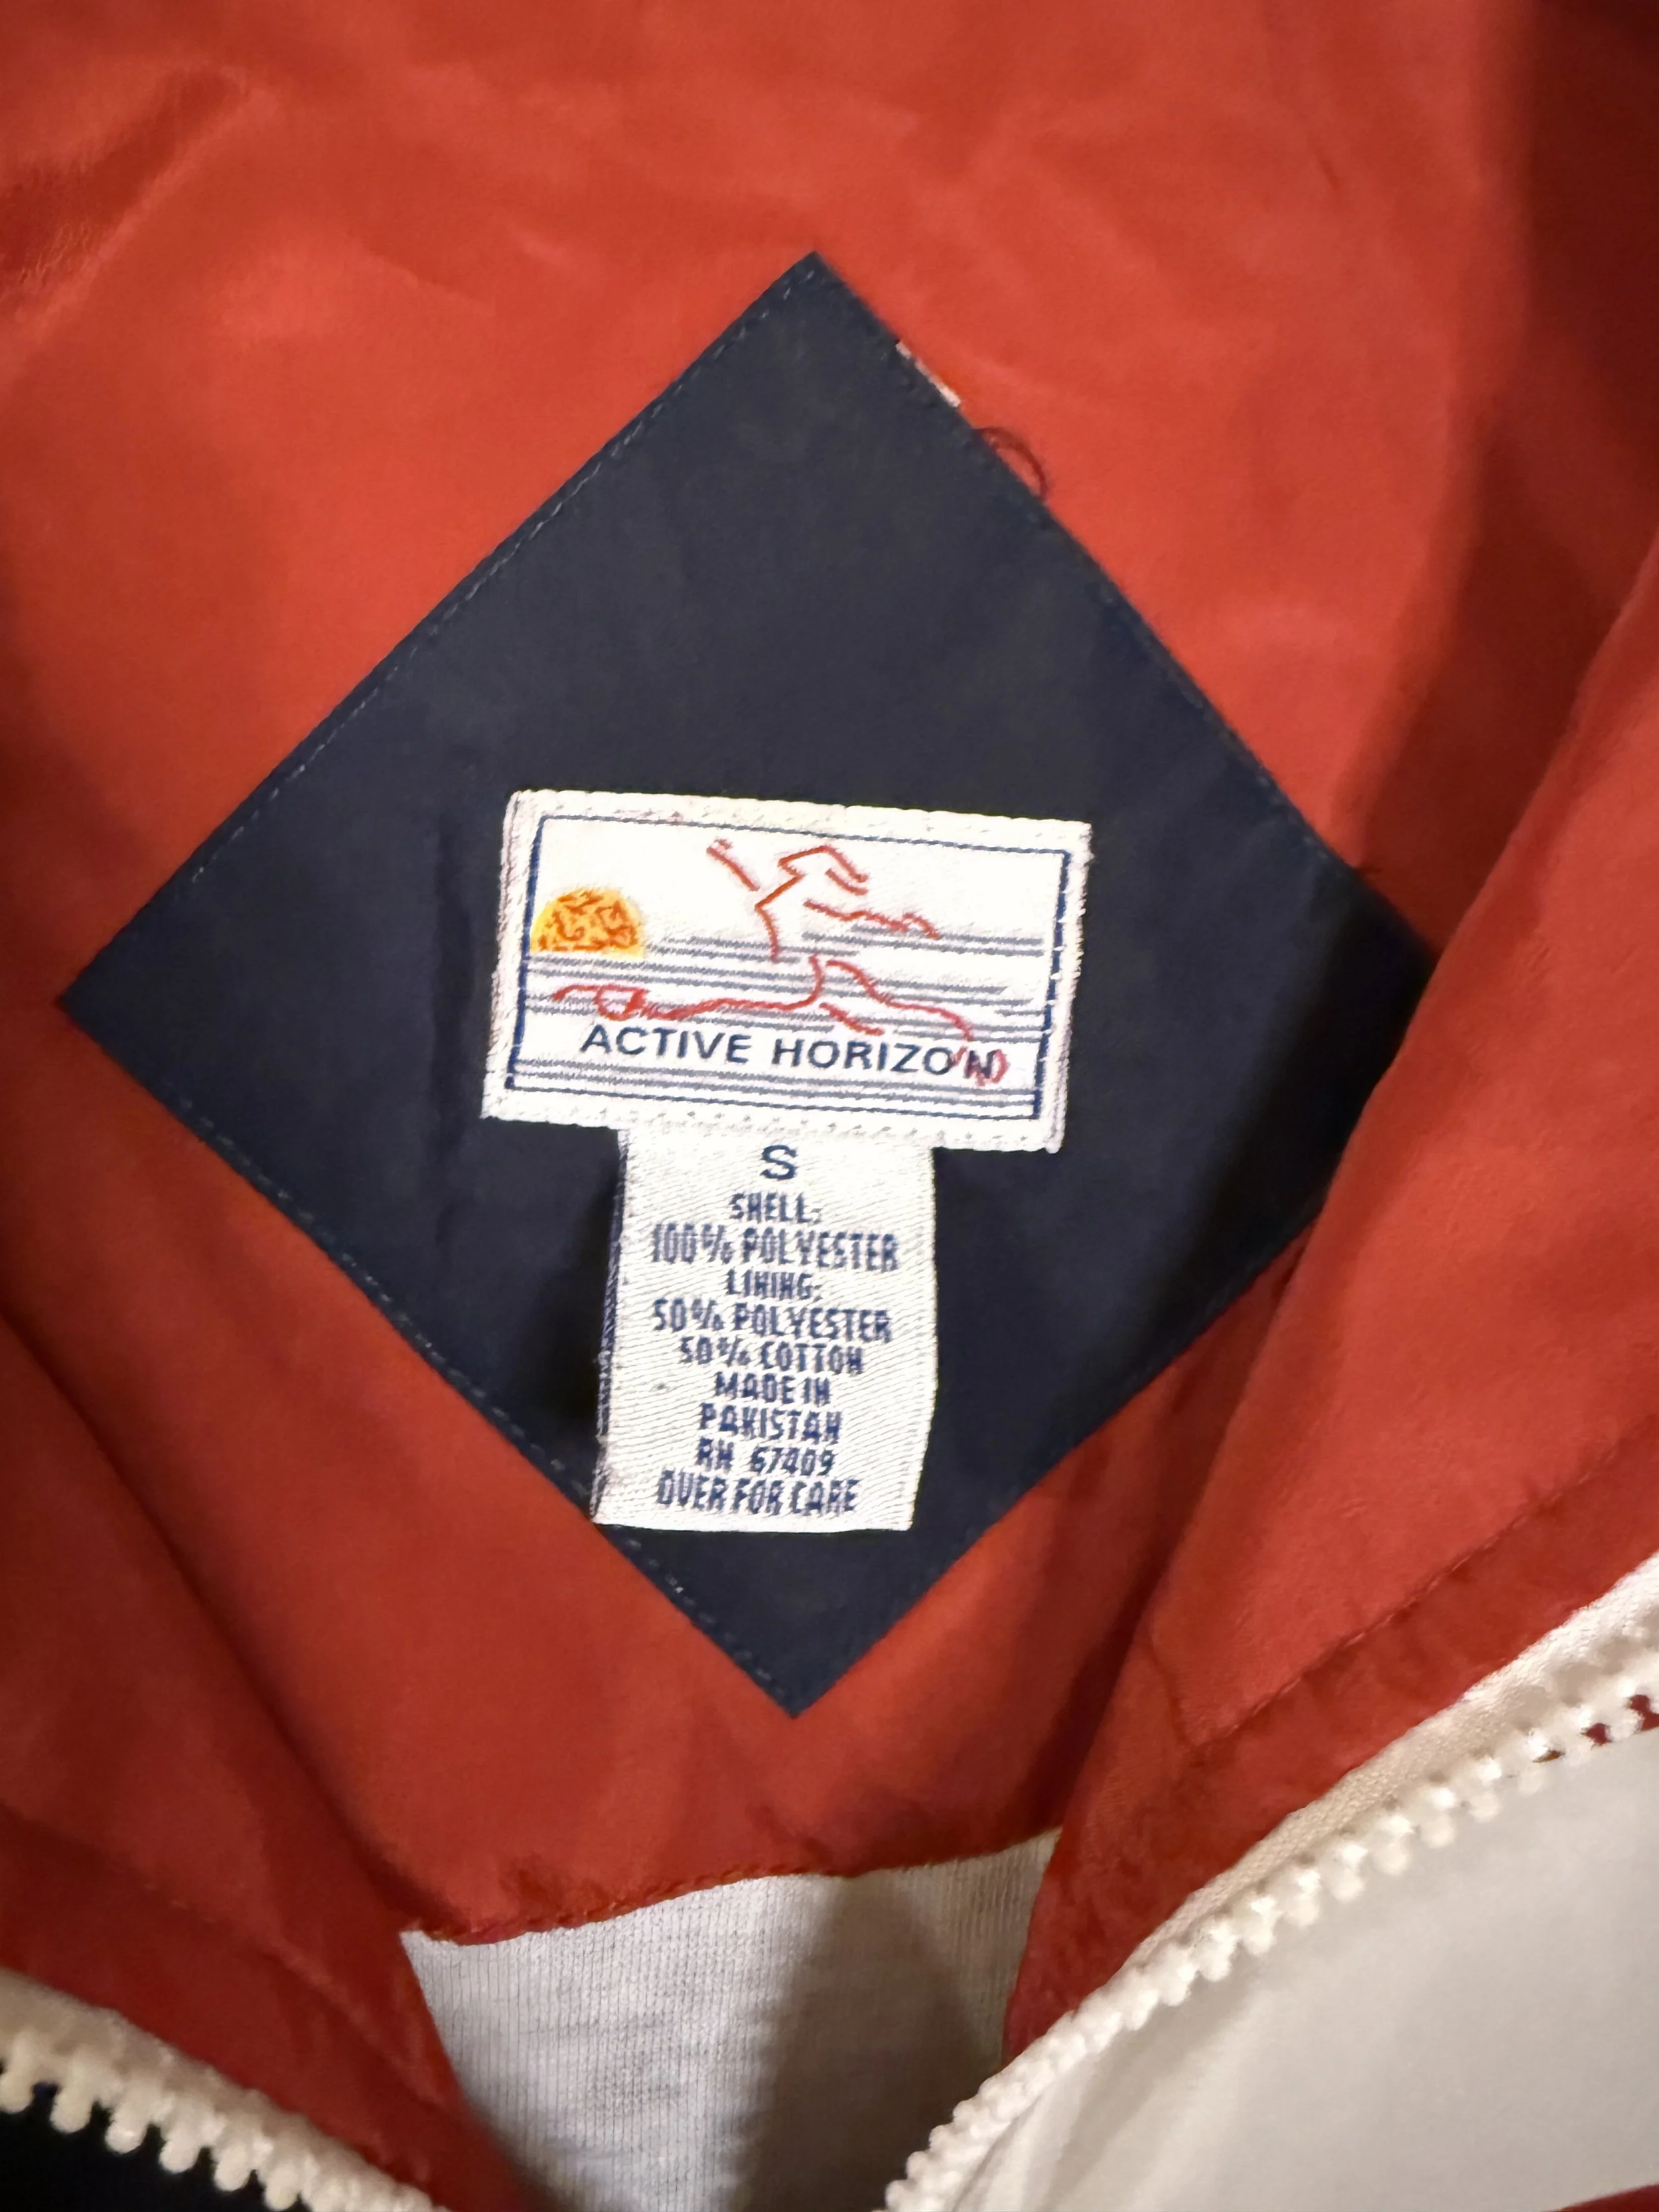 ACTIVE HORIZON
S
SHELL:
100% POLYESTER
LINING:
50% POLYESTER
50% COTTON
MADE IN
PAKISTAN
RN 67409
OVER FOR CARE